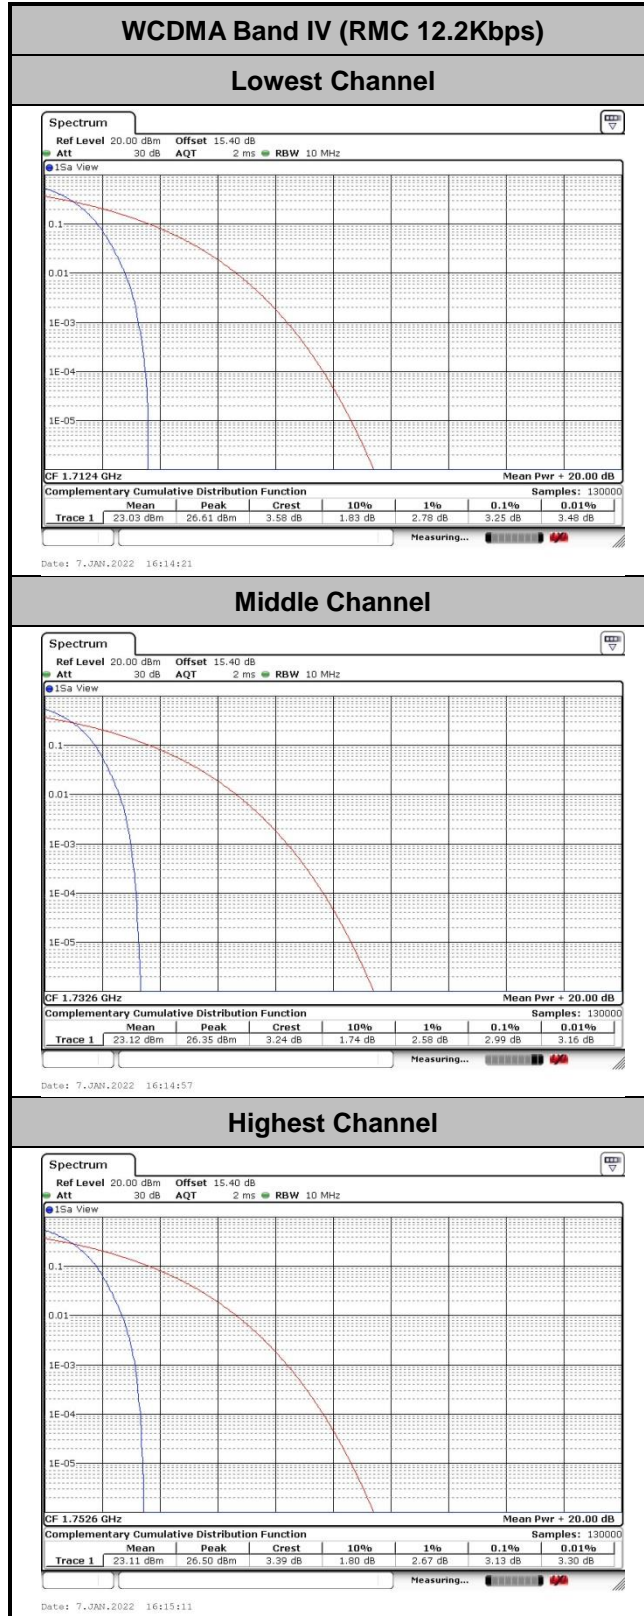 WCDMA Band IV (RMC 12.2Kbps)
Lowest Channel
Spectrum
Ref Level 20.00 dBm Offset 15.40 dB
Att 30 dB AQT 2 ms RBW 10 MHz
1Sa View
0.1
0.01
1E-03
1E-04
1E-05
CF 1.7124 GHz Mean Pwr + 20.00 dB
Complementary Cumulative Distribution Function Samples: 130000
Mean Peak Crest 10% 1% 0.1% 0.01%
Trace 1 23.03 dBm 26.61 dBm 3.58 dB 1.83 dB 2.78 dB 3.25 dB 3.48 dB
Measuring...
Date: 7.JAN.2022 16:14:21
Middle Channel
Spectrum
Ref Level 20.00 dBm Offset 15.40 dB
Att 30 dB AQT 2 ms RBW 10 MHz
1Sa View
0.1
0.01
1E-03
1E-04
1E-05
CF 1.7326 GHz Mean Pwr + 20.00 dB
Complementary Cumulative Distribution Function Samples: 130000
Mean Peak Crest 10% 1% 0.1% 0.01%
Trace 1 23.12 dBm 26.35 dBm 3.24 dB 1.74 dB 2.58 dB 2.99 dB 3.16 dB
Measuring...
Date: 7.JAN.2022 16:14:57
Highest Channel
Spectrum
Ref Level 20.00 dBm Offset 15.40 dB
Att 30 dB AQT 2 ms RBW 10 MHz
1Sa View
0.1
0.01
1E-03
1E-04
1E-05
CF 1.7526 GHz Mean Pwr + 20.00 dB
Complementary Cumulative Distribution Function Samples: 130000
Mean Peak Crest 10% 1% 0.1% 0.01%
Trace 1 23.11 dBm 26.50 dBm 3.39 dB 1.80 dB 2.67 dB 3.13 dB 3.30 dB
Measuring...
Date: 7.JAN.2022 16:15:11